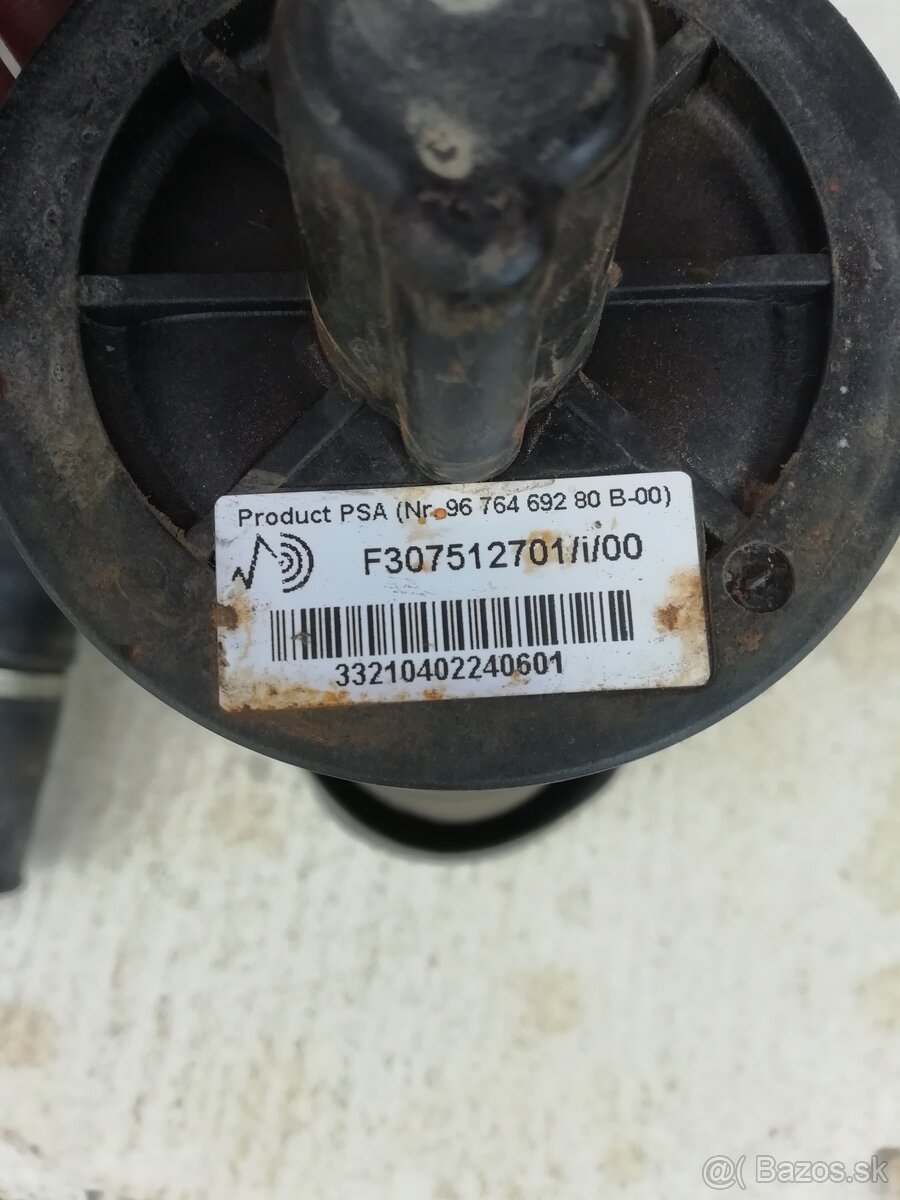 Product PSA (Nr. 96 764 692 80 B-00)
F307512701/i/00
33210402240601
@( Bazos.sk